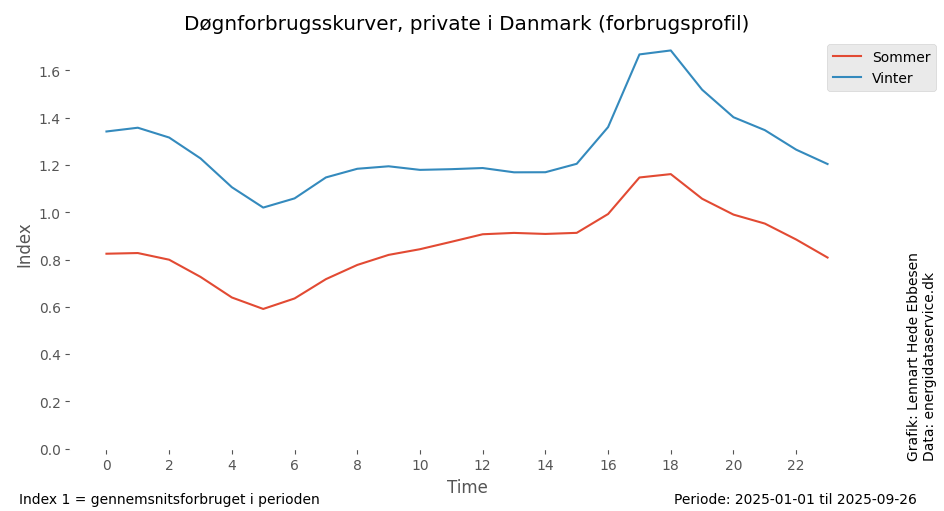 Døgnforbrugsskurver, private i Danmark (forbrugsprofil)
Sommer
Vinter
1.6
1.4
1.2
1.0
0.8
0.6
0.4
0.2
0.0
Index
0 2 4 6 8 10 12 14 16 18 20 22
Time
Grafik: Lennart Hede Ebbesen
Data: energidataservice.dk
Index 1 = gennemsnitsforbruget i perioden
Periode: 2025-01-01 til 2025-09-26